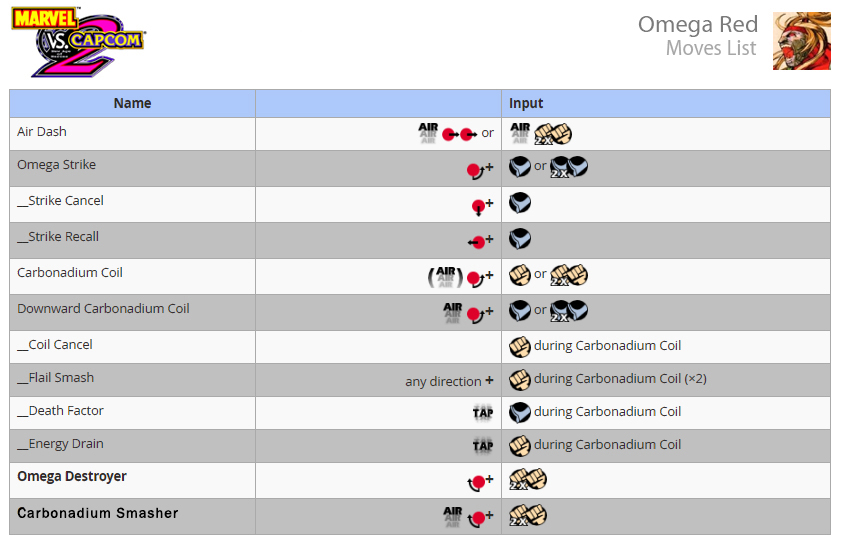 MARVEL
VS. CAPCOM
2
Omega Red
Moves List
Name Input
Air Dash AIR or AIR 2X
Omega Strike + or 2X
__Strike Cancel +
__Strike Recall +
Carbonadium Coil (AIR) + or 2X
Downward Carbonadium Coil AIR + or 2X
__Coil Cancel during Carbonadium Coil
__Flail Smash any direction + during Carbonadium Coil (×2)
__Death Factor TAP during Carbonadium Coil
__Energy Drain TAP during Carbonadium Coil
Omega Destroyer + 2X
Carbonadium Smasher AIR + 2X